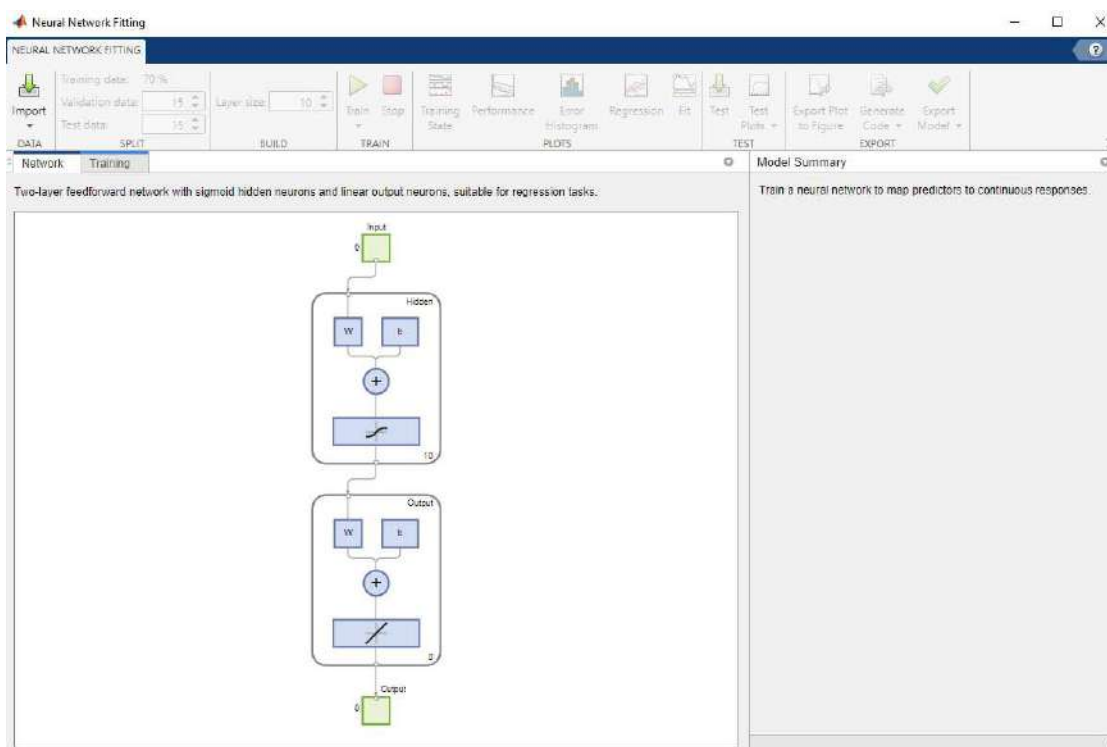 Neural Network Fitting
NEURAL NETWORK FITTING
Import
DATA
Training data: 70 %
Validation data: 15
Test data: 15
SPLIT
Layer size: 10
BUILD
Train Stop
TRAIN
Training State
Performance
Error Histogram
Regression
Fit
PLOTS
Test
Test Plots
TEST
Export Plot to Figure
Generate Code
Export Model
EXPORT
Network Training
Two-layer feedforward network with sigmoid hidden neurons and linear output neurons, suitable for regression tasks.
Input
0
Hidden
W b
+
10
Output
W b
+
0
Output
0
Model Summary
Train a neural network to map predictors to continuous responses.